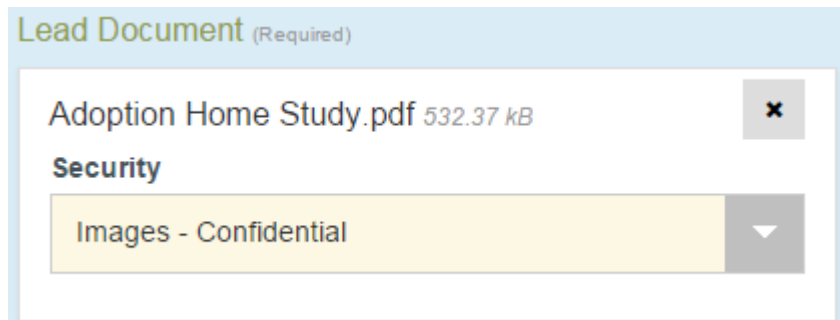 Lead Document (Required)
Adoption Home Study.pdf 532.37 kB
Security
Images - Confidential